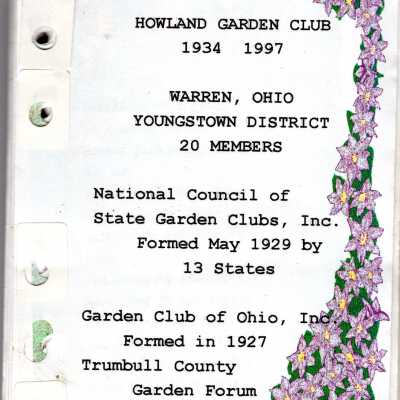 HOWLAND GARDEN CLUB
1934 1997
WARREN, OHIO
YOUNGSTOWN DISTRICT
20 MEMBERS
National Council of
State Garden Clubs, Inc.
Formed May 1929 by
13 States
Garden Club of Ohio, Inc.
Formed in 1927
Trumbull County
Garden Forum